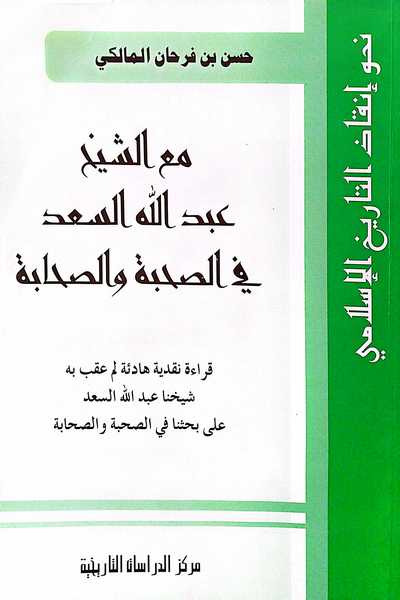 حسن بن فرحان المالكي
نحو إنقاذ التاريخ الإسلامي
مع الشيخ
عبد الله السعد
في الصحبة والصحابة
قراءة نقدية هادئة لم عقب به
شيخنا عبد الله السعد
على بحثنا في الصحبة والصحابة
مركز الدراسات التاريخية